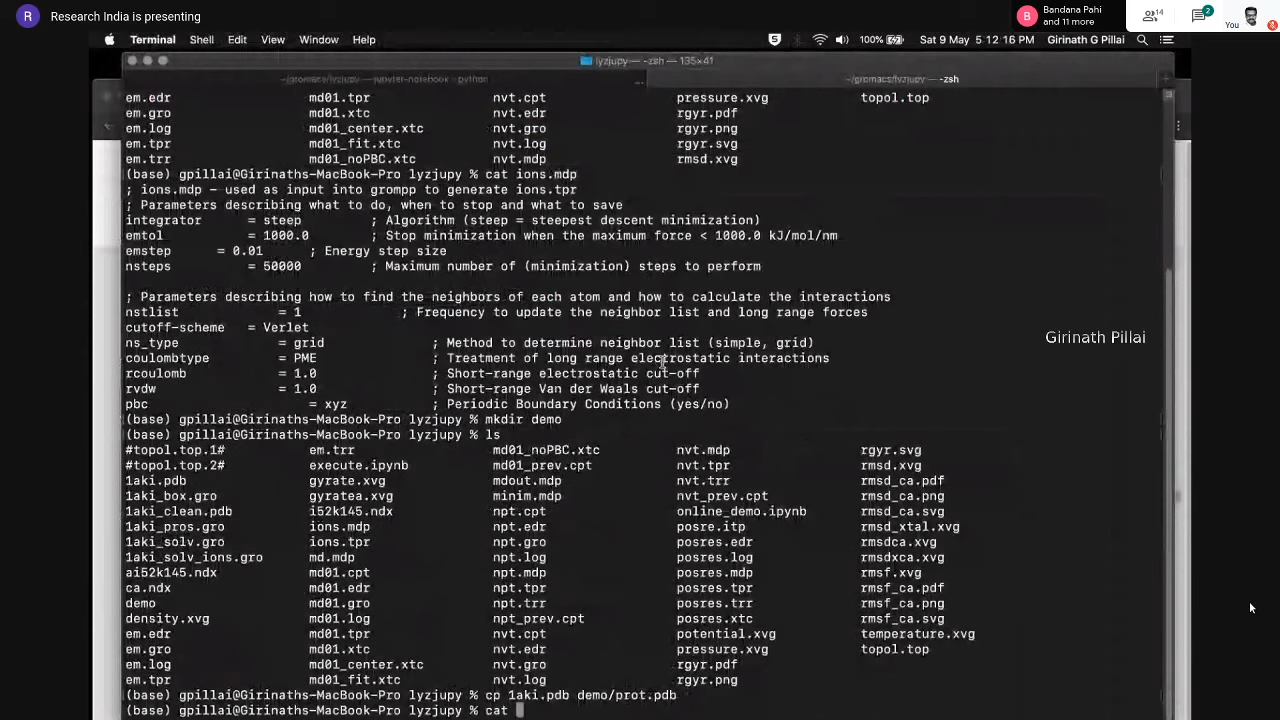 R Research India is presenting
B Bandana Pahi
and 11 more
14
2
You
Terminal Shell Edit View Window Help
5 100% Sat 9 May 5:12:16 PM Girinath G Pillai
lyzjupy — -zsh — 135×41
~/gromacs/lyzjupy — jupyter-notebook - python ... ~/gromacs/lyzjupy — -zsh +
em.edr md01.tpr nvt.cpt pressure.xvg topol.top
em.gro md01.xtc nvt.edr rgyr.pdf
em.log md01_center.xtc nvt.gro rgyr.png
em.tpr md01_fit.xtc nvt.log rgyr.svg
em.trr md01_noPBC.xtc nvt.mdp rmsd.xvg
(base) gpillai@Girinaths-MacBook-Pro lyzjupy % cat ions.mdp
; ions.mdp - used as input into grompp to generate ions.tpr
; Parameters describing what to do, when to stop and what to save
integrator = steep ; Algorithm (steep = steepest descent minimization)
emtol = 1000.0 ; Stop minimization when the maximum force < 1000.0 kJ/mol/nm
emstep = 0.01 ; Energy step size
nsteps = 50000 ; Maximum number of (minimization) steps to perform
; Parameters describing how to find the neighbors of each atom and how to calculate the interactions
nstlist = 1 ; Frequency to update the neighbor list and long range forces
cutoff-scheme = Verlet
ns_type = grid ; Method to determine neighbor list (simple, grid)
coulombtype = PME ; Treatment of long range electrostatic interactions
rcoulomb = 1.0 ; Short-range electrostatic cut-off
rvdw = 1.0 ; Short-range Van der Waals cut-off
pbc = xyz ; Periodic Boundary Conditions (yes/no)
Girinath Pillai
(base) gpillai@Girinaths-MacBook-Pro lyzjupy % mkdir demo
(base) gpillai@Girinaths-MacBook-Pro lyzjupy % ls
#topol.top.1# em.trr md01_noPBC.xtc nvt.mdp rgyr.svg
#topol.top.2# execute.ipynb md01_prev.cpt nvt.tpr rmsd.xvg
1aki.pdb gyrate.xvg mdout.mdp nvt.trr rmsd_ca.pdf
1aki_box.gro gyratea.xvg minim.mdp nvt_prev.cpt rmsd_ca.png
1aki_clean.pdb i52k145.ndx npt.cpt online_demo.ipynb rmsd_ca.svg
1aki_pros.gro ions.mdp npt.edr posre.itp rmsd_xtal.xvg
1aki_solv.gro ions.tpr npt.gro posres.edr rmsdca.xvg
1aki_solv_ions.gro md.mdp npt.log posres.log rmsdxca.xvg
ai52k145.ndx md01.cpt npt.mdp posres.mdp rmsf.xvg
ca.ndx md01.edr npt.tpr posres.tpr rmsf_ca.pdf
demo md01.gro npt.trr posres.trr rmsf_ca.png
density.xvg md01.log npt_prev.cpt posres.xtc rmsf_ca.svg
em.edr md01.tpr nvt.cpt potential.xvg temperature.xvg
em.gro md01.xtc nvt.edr pressure.xvg topol.top
em.log md01_center.xtc nvt.gro rgyr.pdf
em.tpr md01_fit.xtc nvt.log rgyr.png
(base) gpillai@Girinaths-MacBook-Pro lyzjupy % cp 1aki.pdb demo/prot.pdb
(base) gpillai@Girinaths-MacBook-Pro lyzjupy % cat